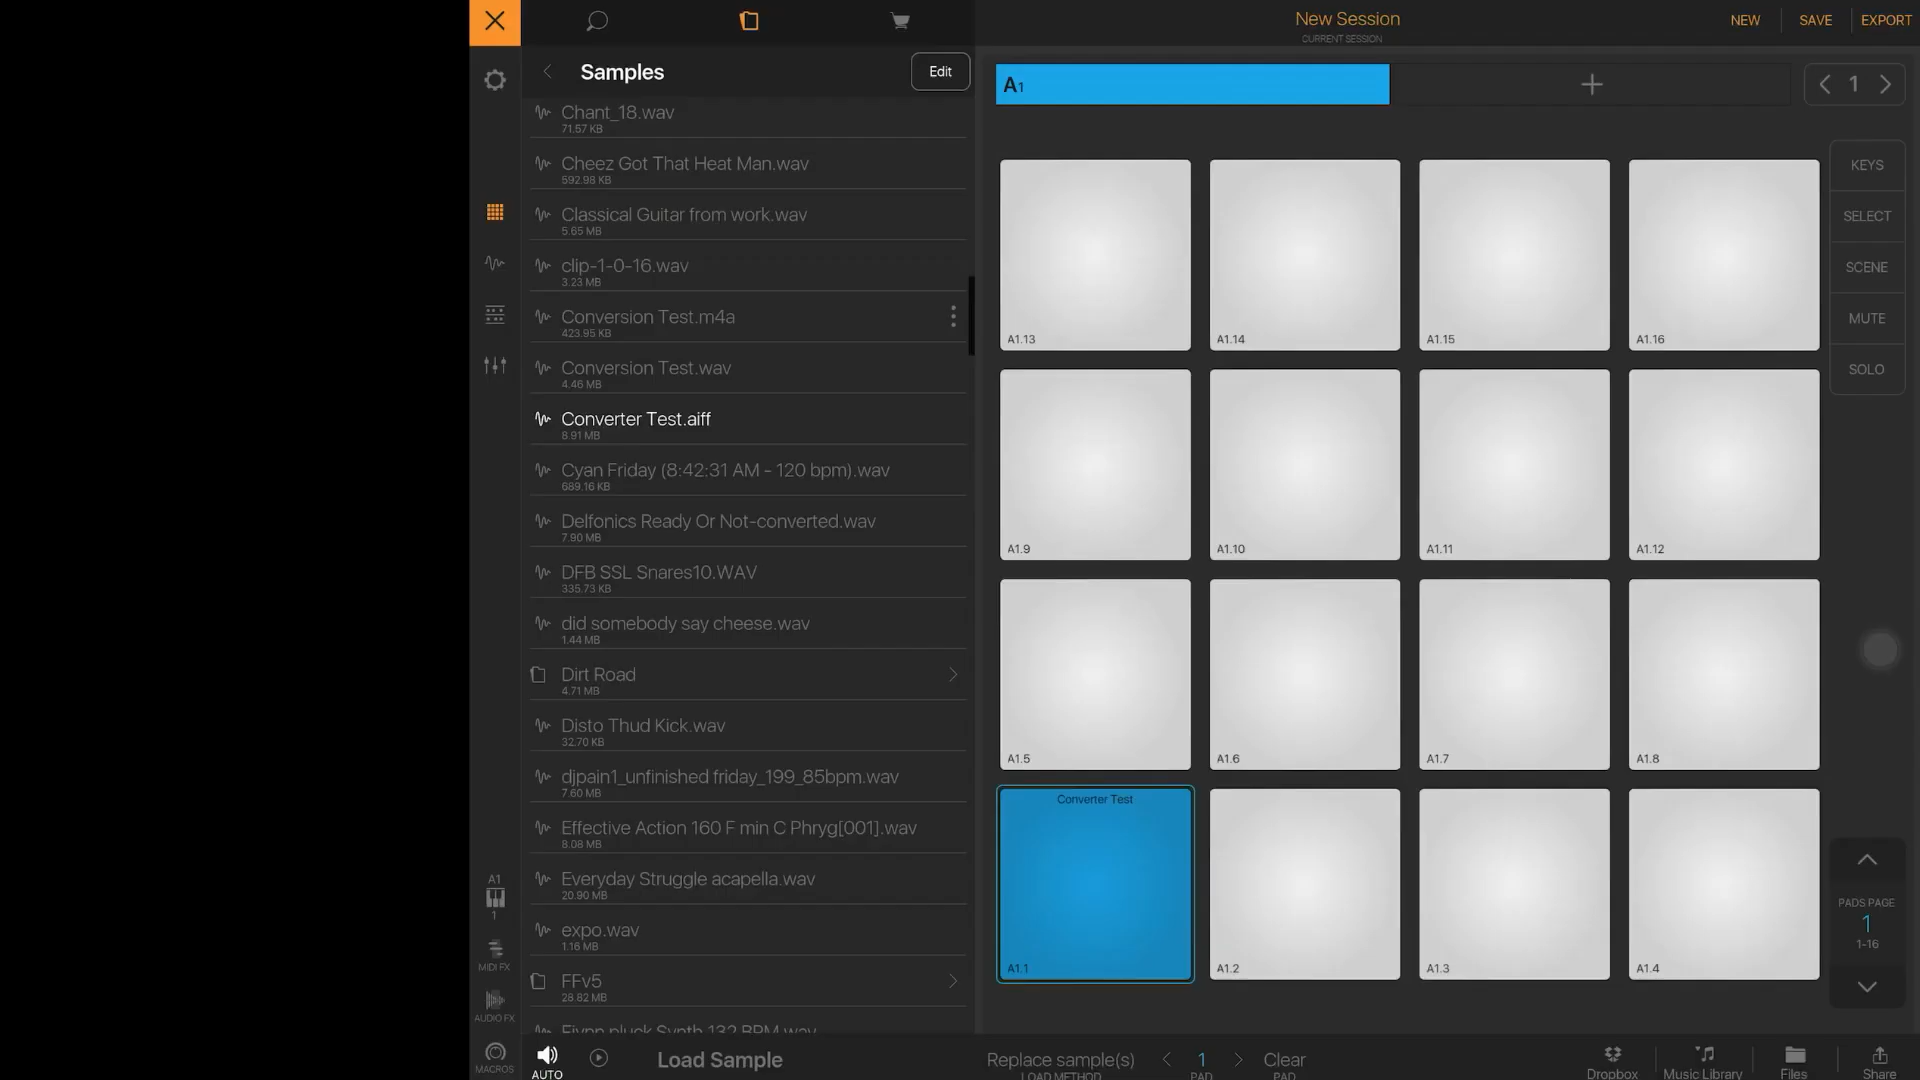 New Session
CURRENT SESSION
NEW
SAVE
EXPORT
Samples
Edit
A1
1
Chant_18.wav
71.57 KB
Cheez Got That Heat Man.wav
592.98 KB
Classical Guitar from work.wav
5.65 MB
clip-1-0-16.wav
3.23 MB
Conversion Test.m4a
423.95 KB
Conversion Test.wav
4.46 MB
Converter Test.aiff
8.91 MB
Cyan Friday (8:42:31 AM - 120 bpm).wav
689.16 KB
Delfonics Ready Or Not-converted.wav
7.90 MB
DFB SSL Snares10.WAV
335.73 KB
did somebody say cheese.wav
1.44 MB
Dirt Road
4.71 MB
Disto Thud Kick.wav
32.70 KB
djpain1_unfinished friday_199_85bpm.wav
7.60 MB
Effective Action 160 F min C Phryg[001].wav
8.08 MB
Everyday Struggle acapella.wav
20.90 MB
expo.wav
1.16 MB
FFv5
28.82 MB
A1.13
A1.14
A1.15
A1.16
A1.9
A1.10
A1.11
A1.12
A1.5
A1.6
A1.7
A1.8
Converter Test
A1.1
A1.2
A1.3
A1.4
KEYS
SELECT
SCENE
MUTE
SOLO
PADS PAGE
1
1-16
A1
1
MIDI FX
AUDIO FX
MACROS
AUTO
Load Sample
Replace sample(s)
LOAD METHOD
1
PAD
Clear
PAD
Dropbox
Music Library
Files
Share